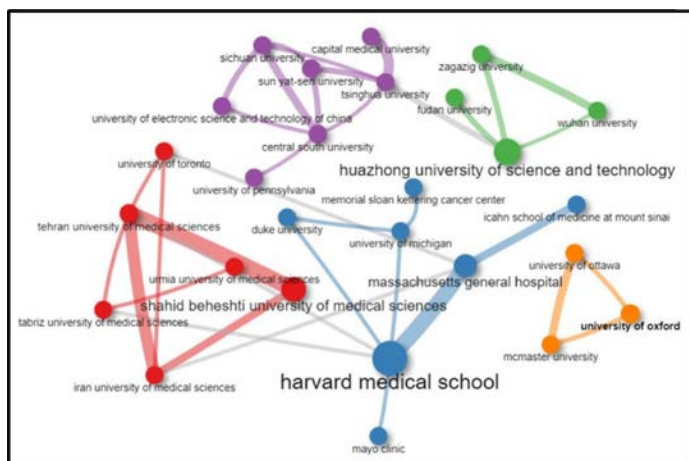 capital medical university
sichuan university
zagazig university
sun yat-sen university
tsinghua university
fudan university
university of electronic science and technology of china
wuhan university
central south university
university of toronto
huazhong university of science and technology
university of pennsylvania
memorial sloan kettering cancer center
icahn school of medicine at mount sinai
tehran university of medical sciences
duke university
university of michigan
university of ottawa
urmia university of medical sciences
massachusetts general hospital
shahid beheshti university of medical sciences
tabriz university of medical sciences
university of oxford
mcmaster university
harvard medical school
iran university of medical sciences
mayo clinic